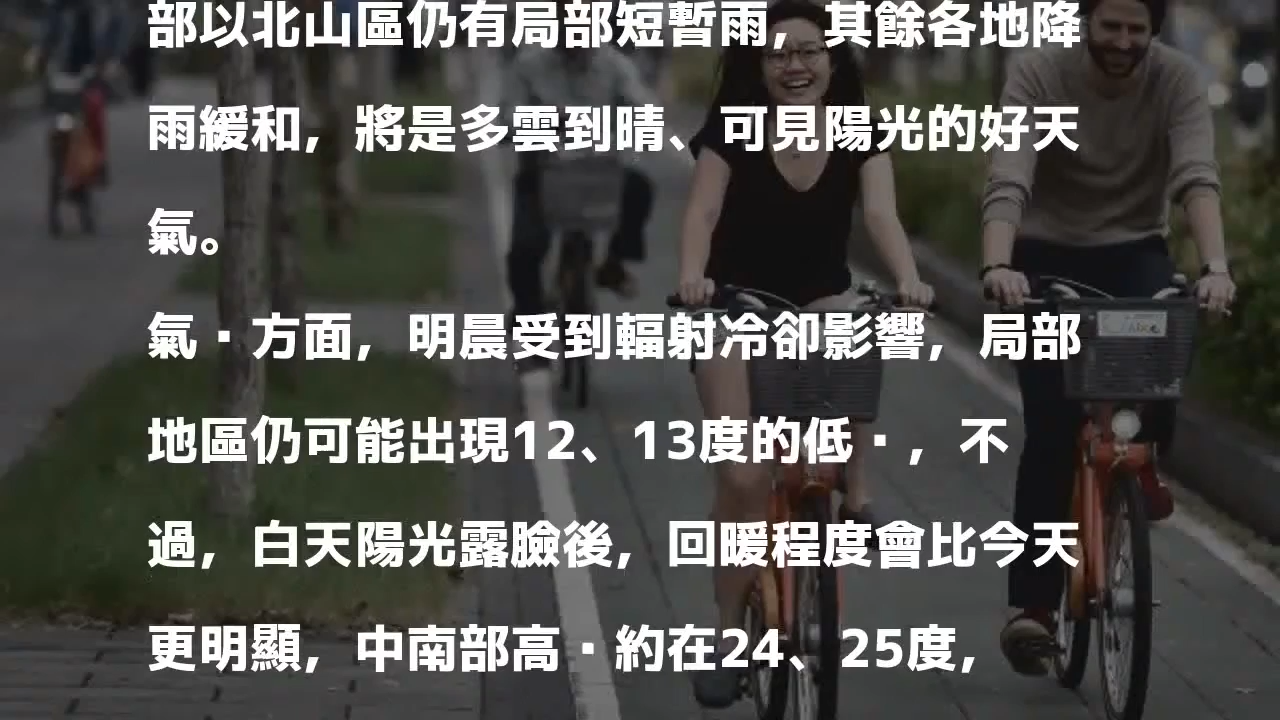 部以北山區仍有局部短暫雨，其餘各地降
雨緩和，將是多雲到晴、可見陽光的好天
氣。
氣▪方面，明晨受到輻射冷卻影響，局部
地區仍可能出現12、13度的低▪，不
過，白天陽光露臉後，回暖程度會比今天
更明顯，中南部高▪約在24、25度，